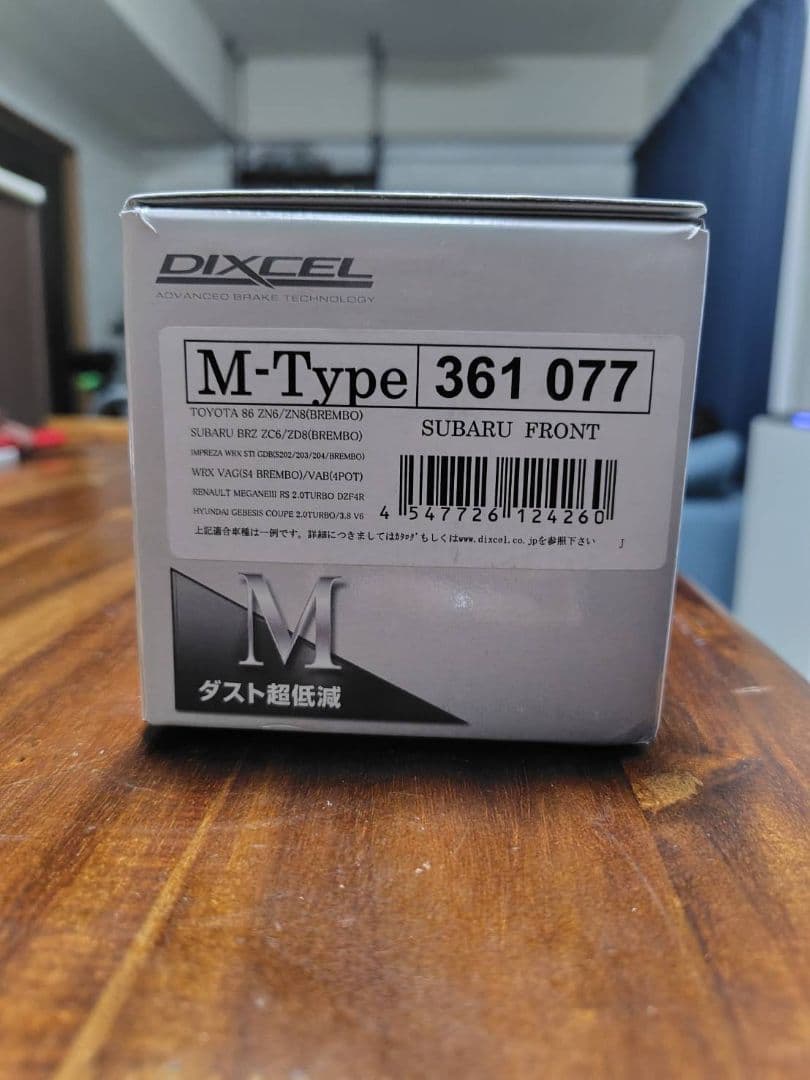 DIXCEL
ADVANCED BRAKE TECHNOLOGY
M-Type 361 077
TOYOTA 86 ZN6/ZN8(BREMBO)
SUBARU BRZ ZC6/ZD8(BREMBO)
IMPREZA WRX STI GDB(S202/203/204/BREMBO)
WRX VAG(S4 BREMBO)/VAB(4POT)
RENAULT MEGANEIII RS 2.0TURBO DZF4R
HYUNDAI GEBESIS COUPE 2.0TURBO/3.8 V6
SUBARU FRONT
4 547726 124260
上記適合車種は一例です。詳細につきましてはｶﾀﾛｸﾞもしくはwww.dixcel.co.jpを参照下さい J
M
ダスト超低減